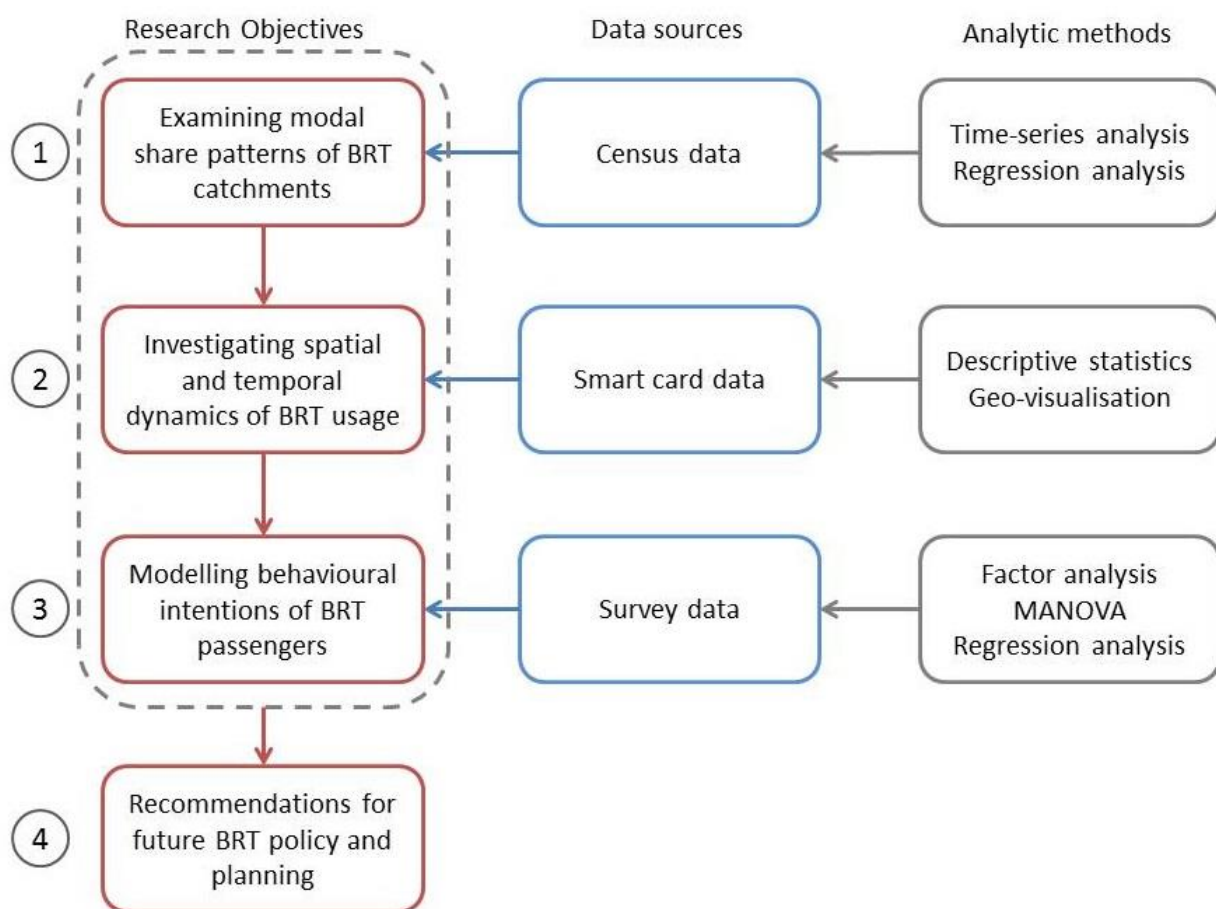 Research Objectives
Data sources
Analytic methods
1
Examining modal
share patterns of BRT
catchments
Census data
Time-series analysis
Regression analysis
2
Investigating spatial
and temporal
dynamics of BRT usage
Smart card data
Descriptive statistics
Geo-visualisation
3
Modelling behavioural
intentions of BRT
passengers
Survey data
Factor analysis
MANOVA
Regression analysis
4
Recommendations for
future BRT policy and
planning